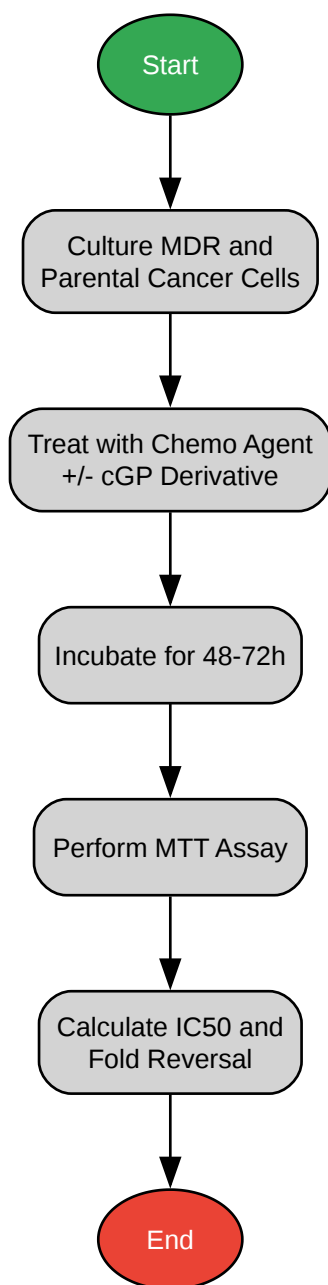 Start
Culture MDR and
Parental Cancer Cells
Treat with Chemo Agent
+/- cGP Derivative
Incubate for 48-72h
Perform MTT Assay
Calculate IC50 and
Fold Reversal
End